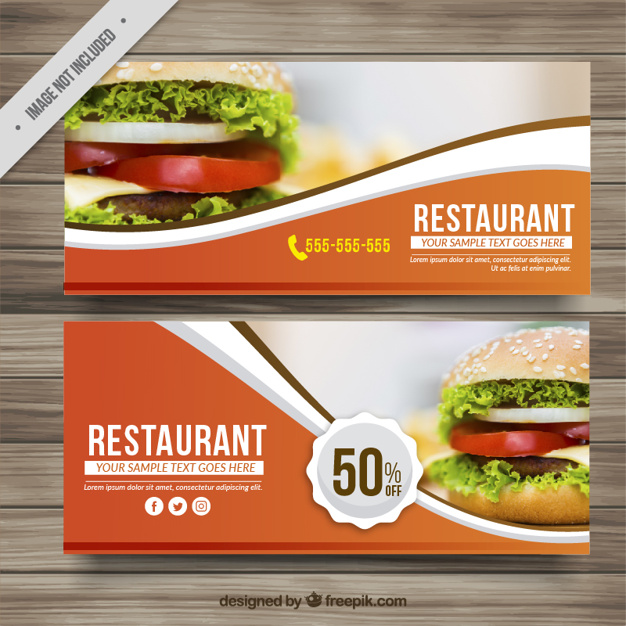 IMAGE NOT INCLUDED
555-555-555
RESTAURANT
YOUR SAMPLE TEXT GOES HERE
Lorem ipsum dolor sit amet, consectetur adipiscing elit.
Ut ac felis in enim pulvinar.
RESTAURANT
YOUR SAMPLE TEXT GOES HERE
Lorem ipsum dolor sit amet, consectetur adipiscing elit.
50%
OFF
designed by freepik.com